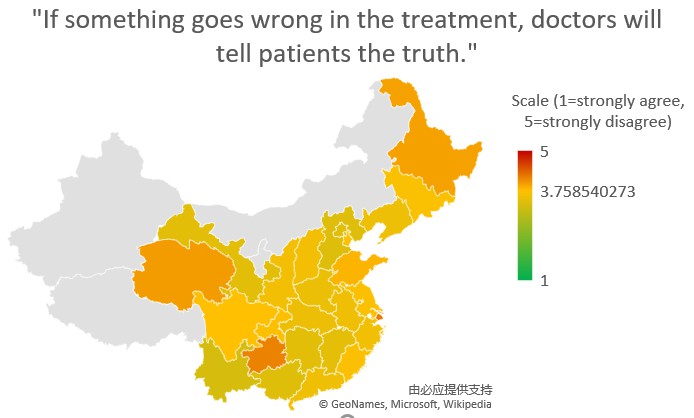 "If something goes wrong in the treatment, doctors will
tell patients the truth."
Scale (1=strongly agree,
5=strongly disagree)
5
3.758540273
1
由必应提供支持
© GeoNames, Microsoft, Wikipedia